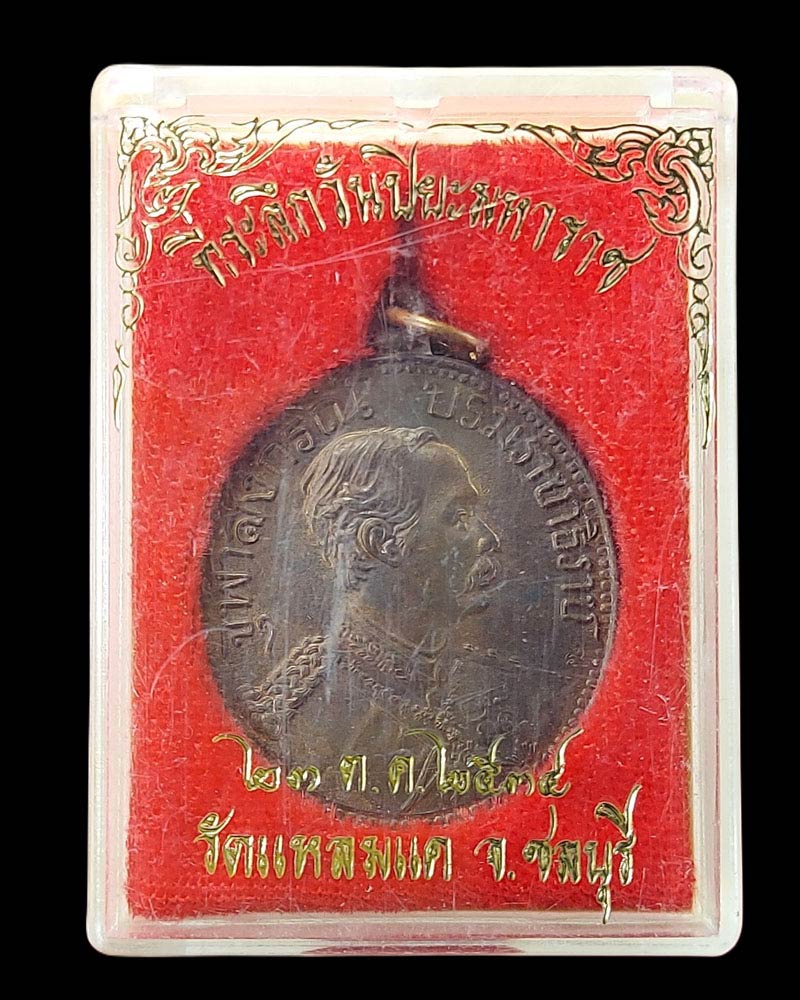 ที่ระลึกวันปิยะมหาราช
จุฬาลงกรณ์ บรมราชาธิราช
๒๓ ต.ค. ๒๕๓๕
วัดแหลมแค จ.ชลบุรี